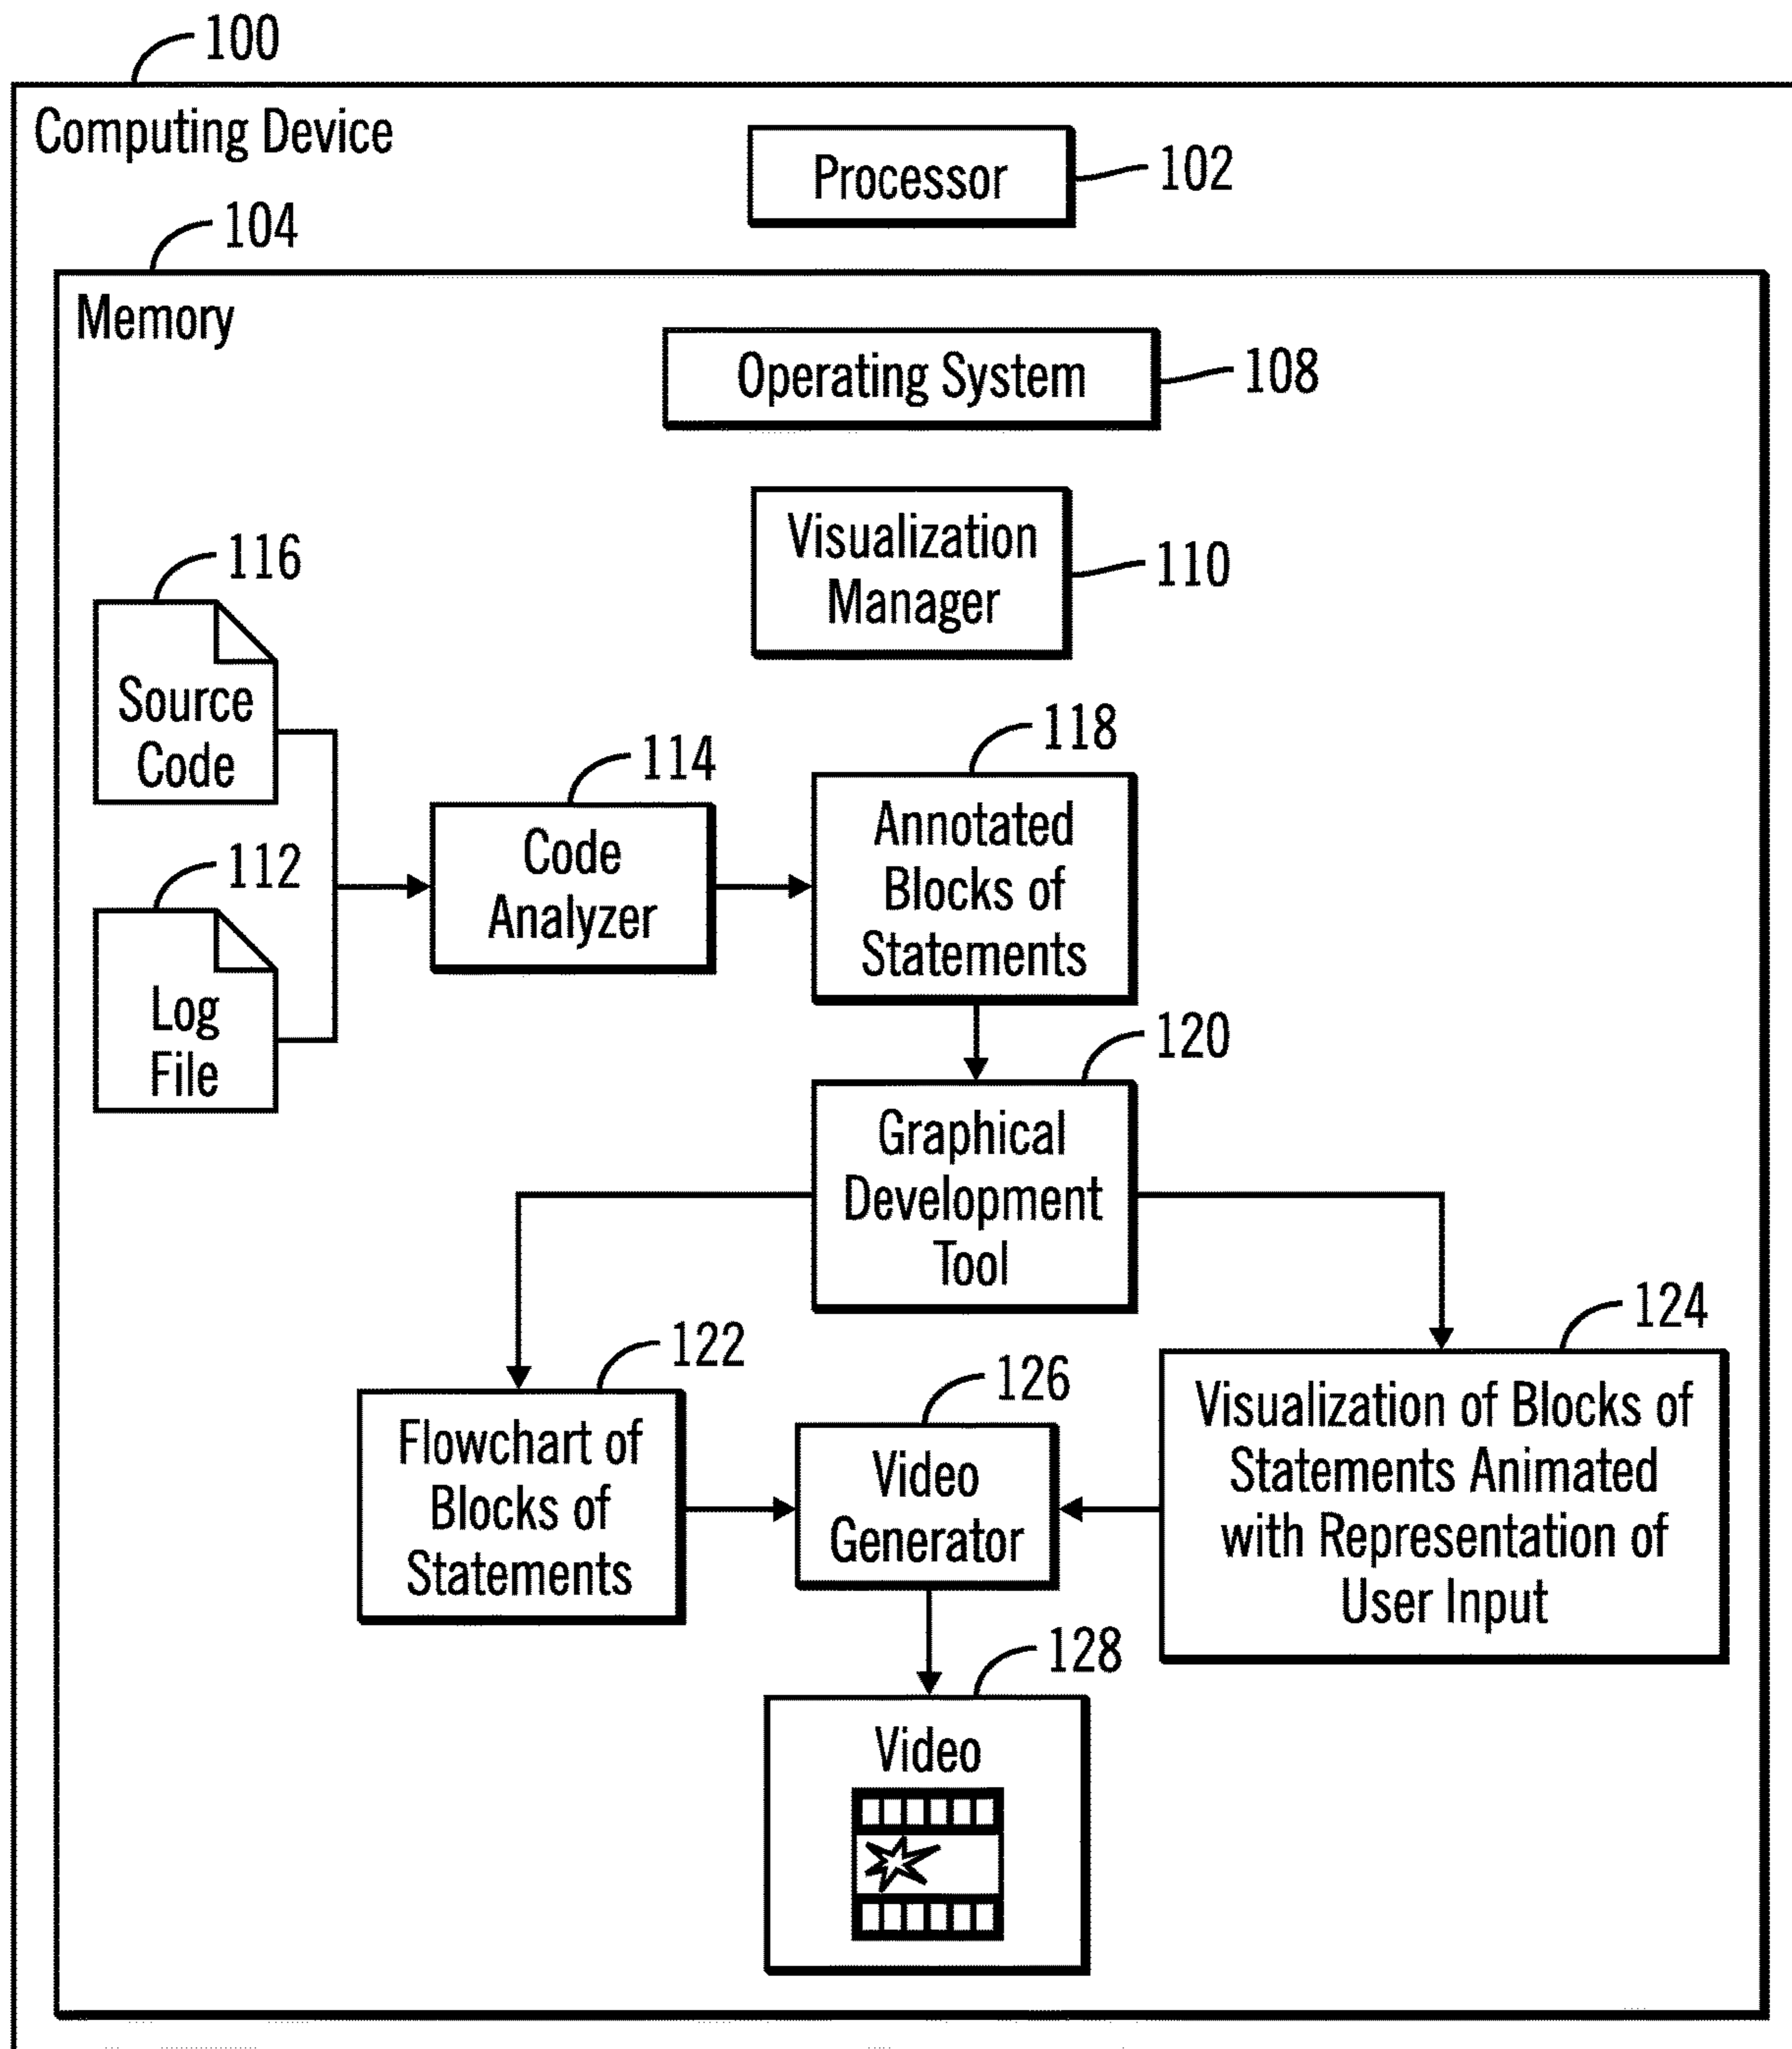 100
Computing Device
Processor
102
104
Memory
Operating System
108
Visualization
Manager
110
116
Source
Code
112
Log
File
114
Code
Analyzer
118
Annotated
Blocks of
Statements
120
Graphical
Development
Tool
122
Flowchart of
Blocks of
Statements
126
Video
Generator
124
Visualization of Blocks of
Statements Animated
with Representation of
User Input
128
Video